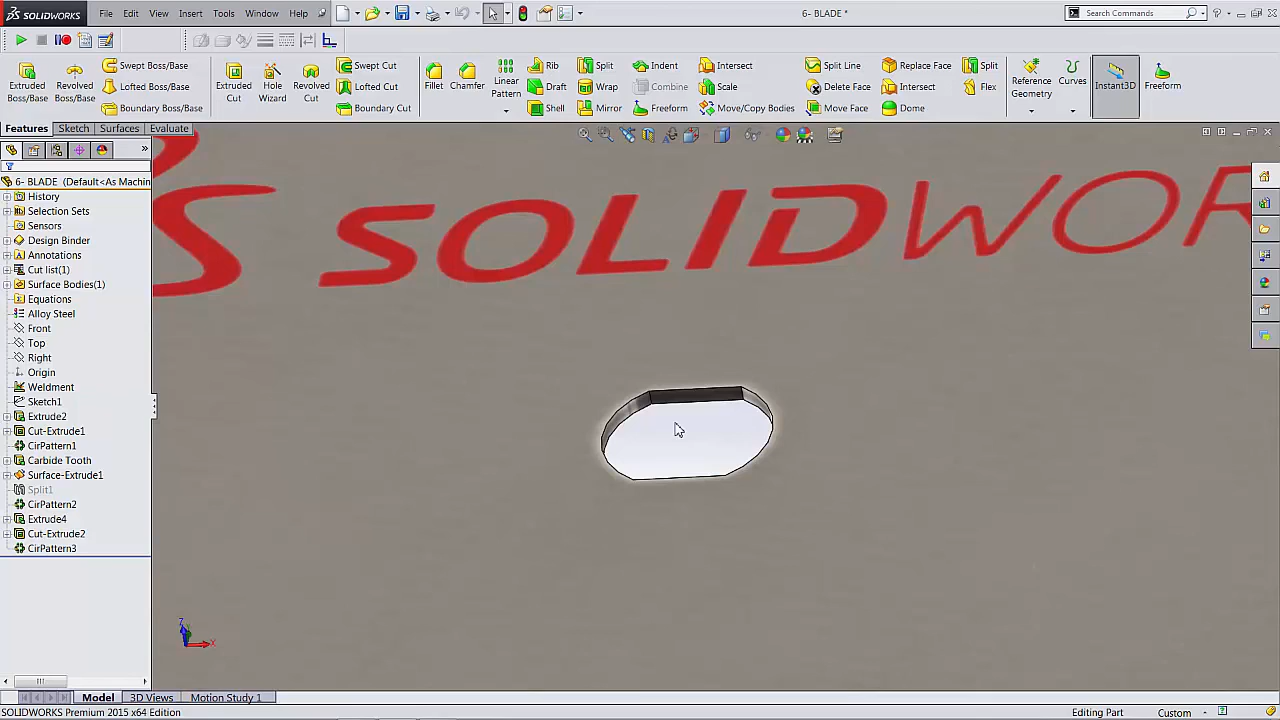 SOLIDWORKS
File Edit View Insert Tools Window Help
6- BLADE *
Search Commands
Extruded Boss/Base
Revolved Boss/Base
Swept Boss/Base
Lofted Boss/Base
Boundary Boss/Base
Extruded Cut
Hole Wizard
Revolved Cut
Swept Cut
Lofted Cut
Boundary Cut
Fillet
Chamfer
Linear Pattern
Rib
Draft
Shell
Split
Wrap
Mirror
Indent
Combine
Freeform
Intersect
Scale
Move/Copy Bodies
Split Line
Delete Face
Move Face
Replace Face
Intersect
Dome
Split
Flex
Reference Geometry
Curves
Instant3D
Freeform
Features Sketch Surfaces Evaluate
6- BLADE (Default<As Machin
History
Selection Sets
Sensors
Design Binder
Annotations
Cut list(1)
Surface Bodies(1)
Equations
Alloy Steel
Front
Top
Right
Origin
Weldment
Sketch1
Extrude2
Cut-Extrude1
CirPattern1
Carbide Tooth
Surface-Extrude1
Split1
CirPattern2
Extrude4
Cut-Extrude2
CirPattern3
S SOLIDWOR
Z
X
Model 3D Views Motion Study 1
SOLIDWORKS Premium 2015 x64 Edition
Editing Part
Custom